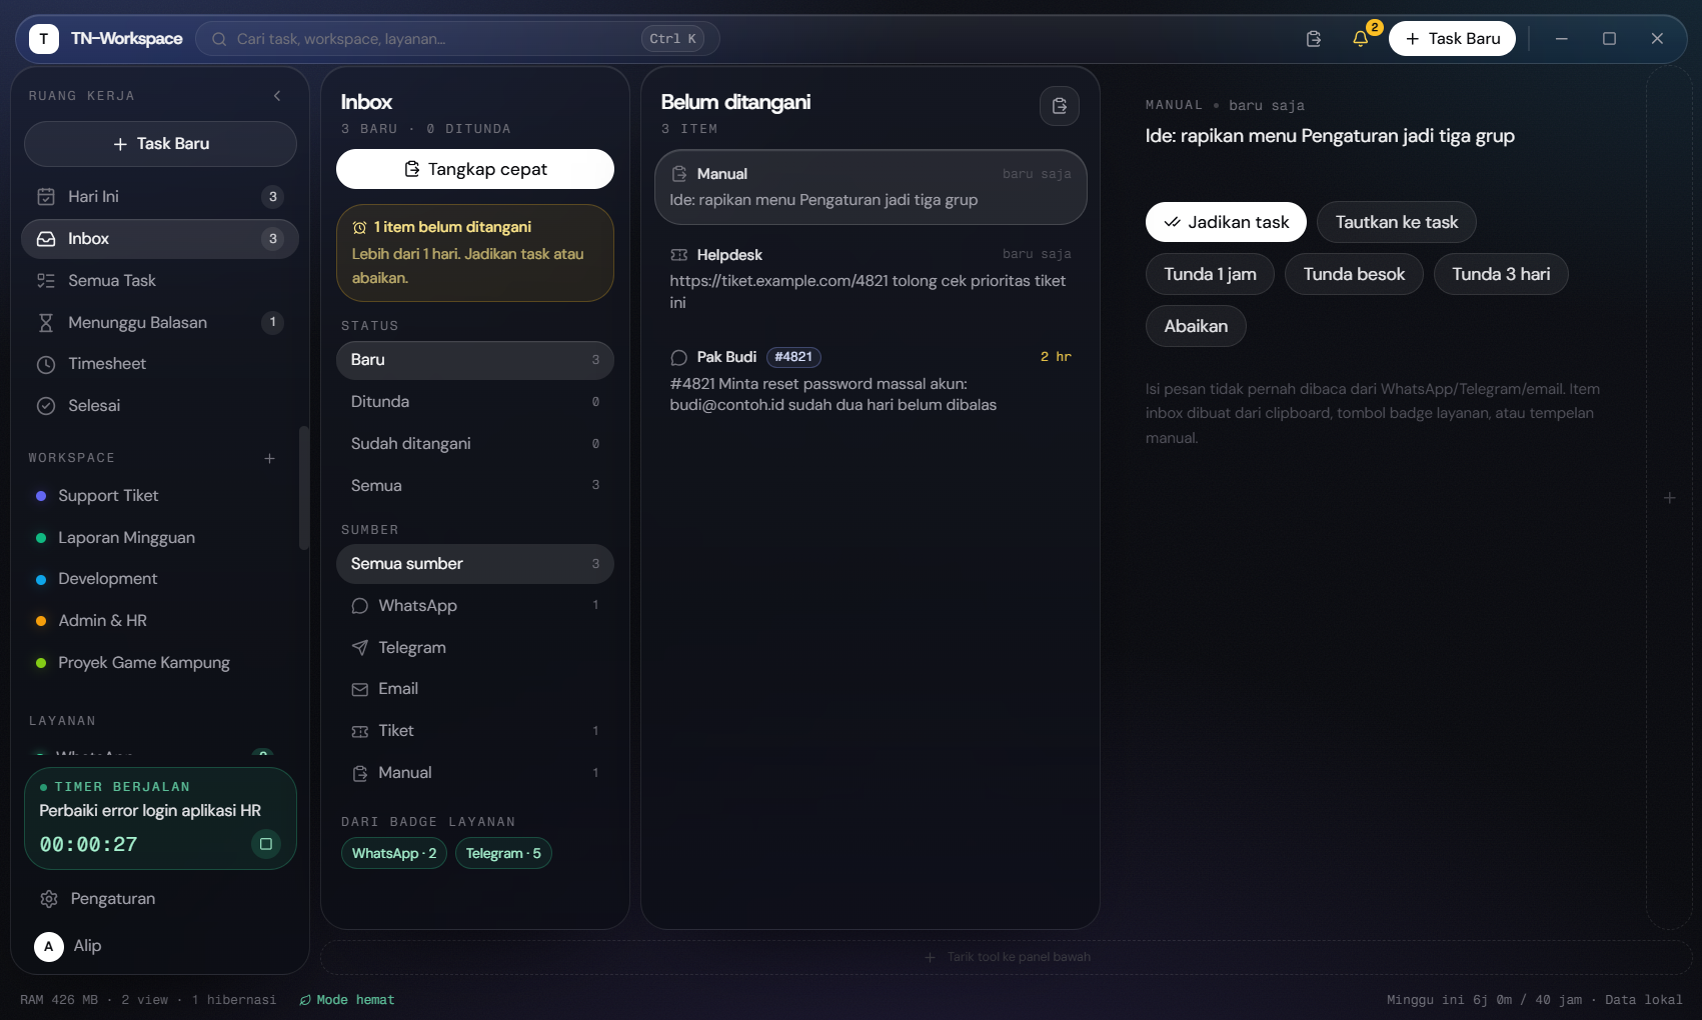 T
TN-Workspace
Cari task, workspace, layanan...
Ctrl K
2
Task Baru
RUANG KERJA
Task Baru
Hari Ini 3
Inbox 3
Semua Task
Menunggu Balasan 1
Timesheet
Selesai
WORKSPACE
Support Tiket
Laporan Mingguan
Development
Admin & HR
Proyek Game Kampung
LAYANAN
WhatsApp
TIMER BERJALAN
Perbaiki error login aplikasi HR
00:00:27
Pengaturan
A Alip
Inbox
3 BARU · 0 DITUNDA
Tangkap cepat
1 item belum ditangani
Lebih dari 1 hari. Jadikan task atau
abaikan.
STATUS
Baru 3
Ditunda 0
Sudah ditangani 0
Semua 3
SUMBER
Semua sumber 3
WhatsApp 1
Telegram
Email
Tiket 1
Manual 1
DARI BADGE LAYANAN
WhatsApp · 2 Telegram · 5
Belum ditangani
3 ITEM
Manual baru saja
Ide: rapikan menu Pengaturan jadi tiga grup
Helpdesk baru saja
https://tiket.example.com/4821 tolong cek prioritas tiket
ini
Pak Budi #4821 2 hr
#4821 Minta reset password massal akun:
budi@contoh.id sudah dua hari belum dibalas
MANUAL • baru saja
Ide: rapikan menu Pengaturan jadi tiga grup
Jadikan task Tautkan ke task
Tunda 1 jam Tunda besok Tunda 3 hari
Abaikan
Isi pesan tidak pernah dibaca dari WhatsApp/Telegram/email. Item
inbox dibuat dari clipboard, tombol badge layanan, atau tempelan
manual.
Tarik tool ke panel bawah
RAM 426 MB · 2 view · 1 hibernasi Mode hemat
Minggu ini 6j 0m / 40 jam · Data lokal